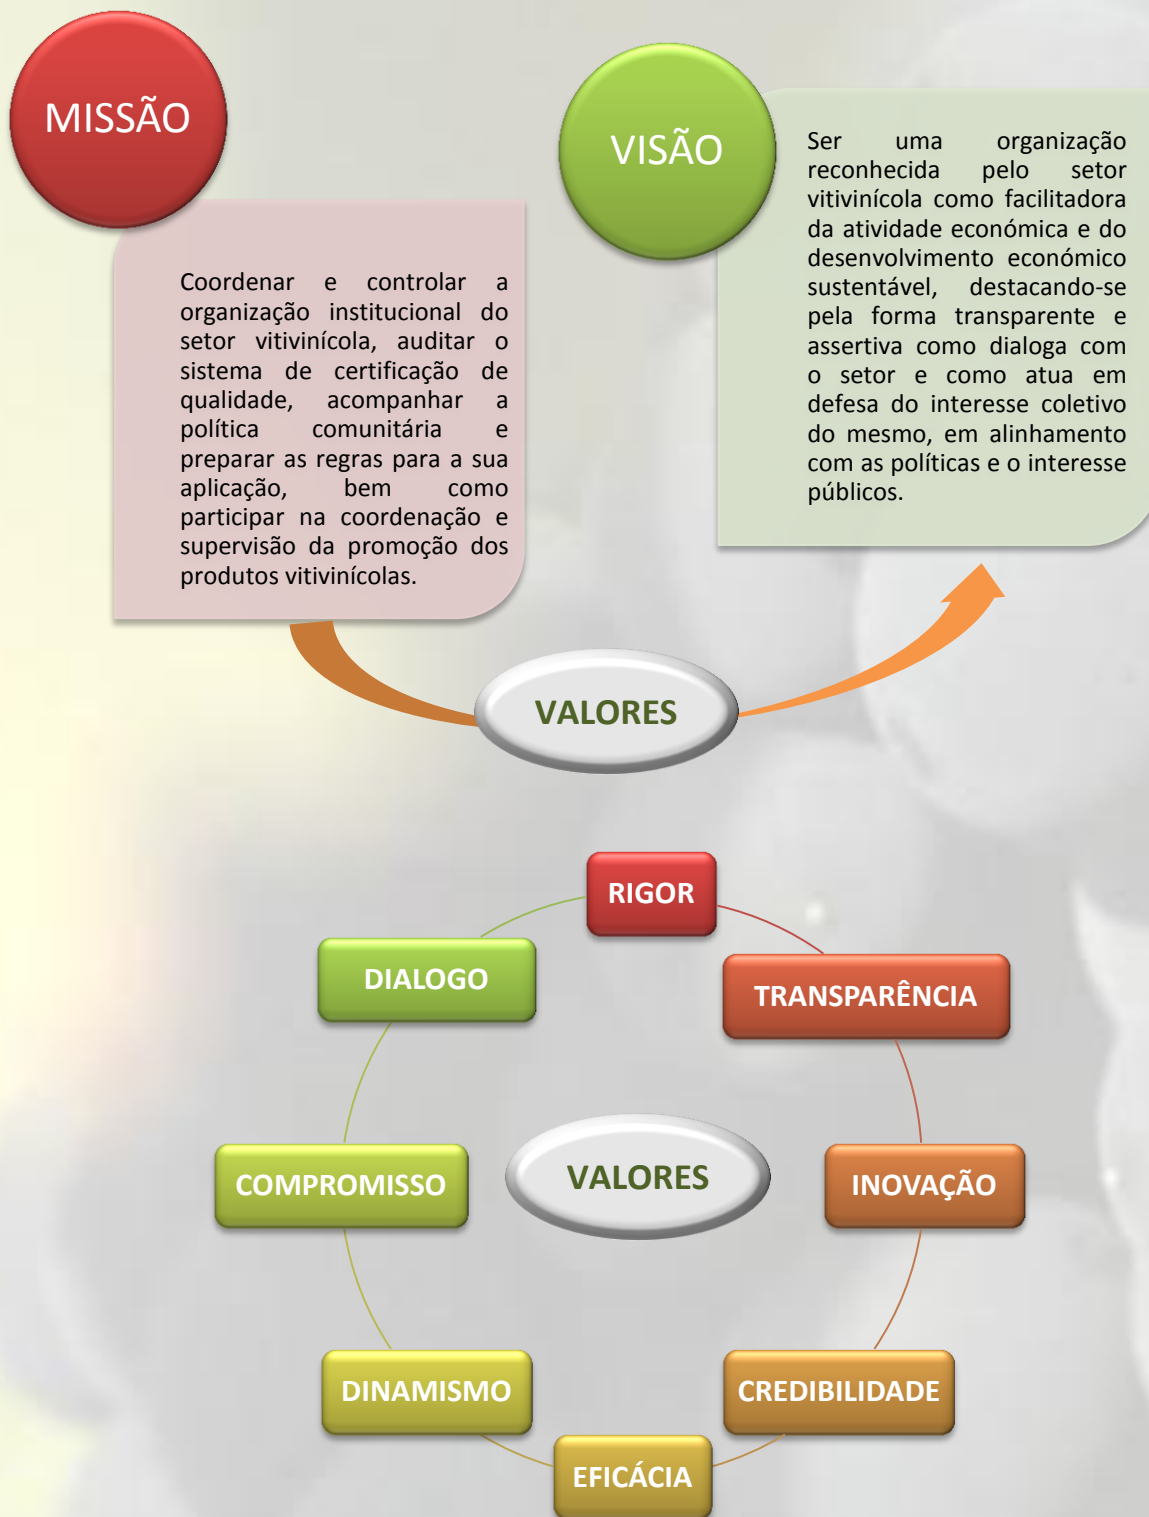 MISSÃO
Coordenar e controlar a
organização institucional do
setor vitivinícola, auditar o
sistema de certificação de
qualidade, acompanhar a
política comunitária e
preparar as regras para a sua
aplicação, bem como
participar na coordenação e
supervisão da promoção dos
produtos vitivinícolas.
VISÃO
Ser uma organização
reconhecida pelo setor
vitivinícola como facilitadora
da atividade económica e do
desenvolvimento económico
sustentável, destacando-se
pela forma transparente e
assertiva como dialoga com
o setor e como atua em
defesa do interesse coletivo
do mesmo, em alinhamento
com as políticas e o interesse
públicos.
VALORES
RIGOR
TRANSPARÊNCIA
INOVAÇÃO
CREDIBILIDADE
EFICÁCIA
DINAMISMO
COMPROMISSO
DIALOGO
VALORES